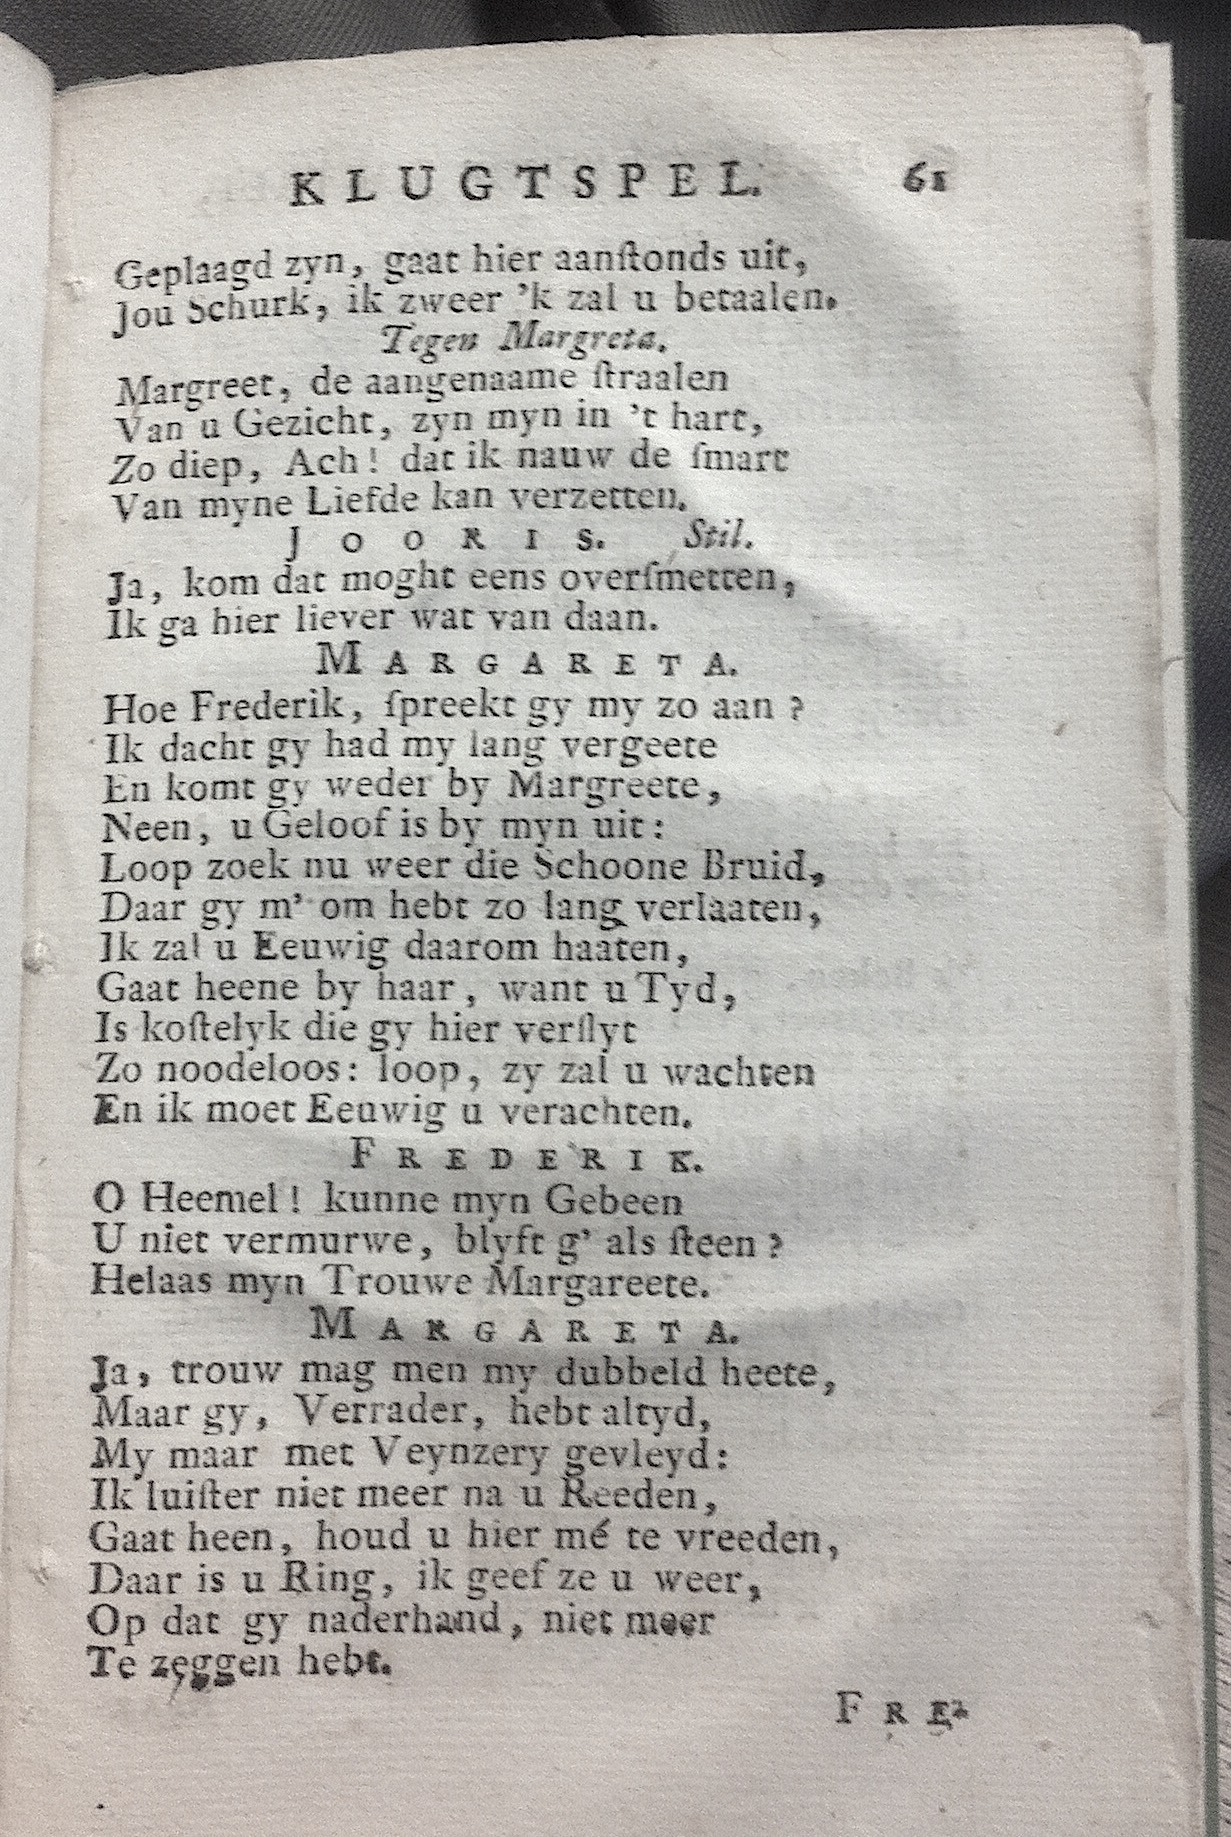 KLUGTSPEL. 61
Geplaagd zyn, gaat hier aanſtonds uit,
Jou Schurk, ik zweer 'k zal u betaalen.
Tegen Margreta.
Margreet, de aangenaame ſtraalen
Van u Gezicht, zyn myn in 't hart,
Zo diep, Ach! dat ik nauw de ſmart
Van myne Liefde kan verzetten.
JOORIS. Stil.
Ja, kom dat moght eens overſmetten,
Ik ga hier liever wat van daan.
MARGARETA.
Hoe Frederik, ſpreekt gy my zo aan?
Ik dacht gy had my lang vergeete
En komt gy weder by Margreete,
Neen, u Geloof is by myn uit:
Loop zoek nu weer die Schoone Bruid,
Daar gy m' om hebt zo lang verlaaten,
Ik zal u Eeuwig daarom haaten,
Gaat heene by haar, want u Tyd,
Is koſtelyk die gy hier verſlyt
Zo noodeloos: loop, zy zal u wachten
En ik moet Eeuwig u verachten.
FREDERIK.
O Heemel! kunne myn Gebeen
U niet vermurwe, blyft g' als ſteen?
Helaas myn Trouwe Margareete.
MARGARETA.
Ja, trouw mag men my dubbeld heete,
Maar gy, Verrader, hebt altyd,
My maar met Veynzery gevleyd:
Ik luiſter niet meer na u Reeden,
Gaat heen, houd u hier mé te vreeden,
Daar is u Ring, ik geef ze u weer,
Op dat gy naderhand, niet meer
Te zeggen hebt.
FRE-